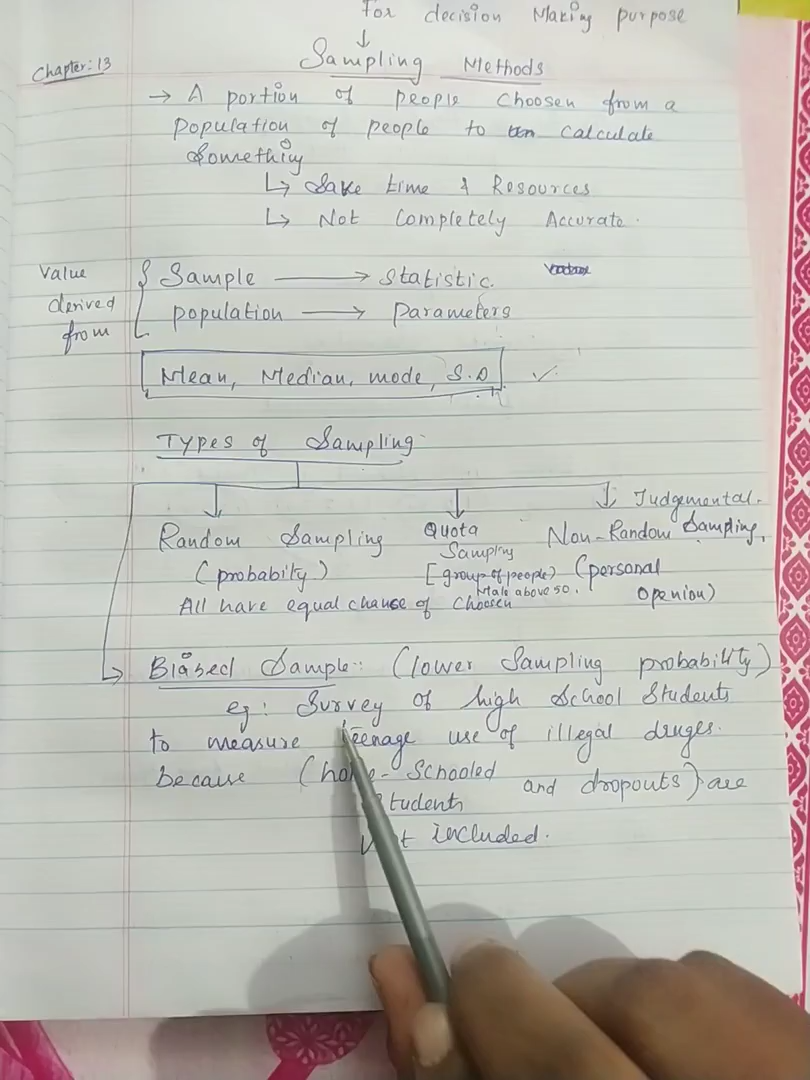 For decision Making purpose
Chapter: 13
Sampling Methods
→ A portion of people choosen from a
population of people to calculate
Something
↳ Save time & Resources
↳ Not Completely Accurate.
Value
derived
from
Sample → Statistic.
population → Parameters
Mean, Median, mode, S.D ✓
Types of Sampling
Random Sampling
(probabity)
All have equal chance of Choosen
Quota
Sampling
[group of people)
Male above 50.
Judgemental
Non-Random Sampling,
(personal
openion)
Biased Sample: (lower Sampling probability)
eg: Survey of high School Students
to measure teenage use of illegal druges.
because (home-Schooled and dropouts) are
Students
included.